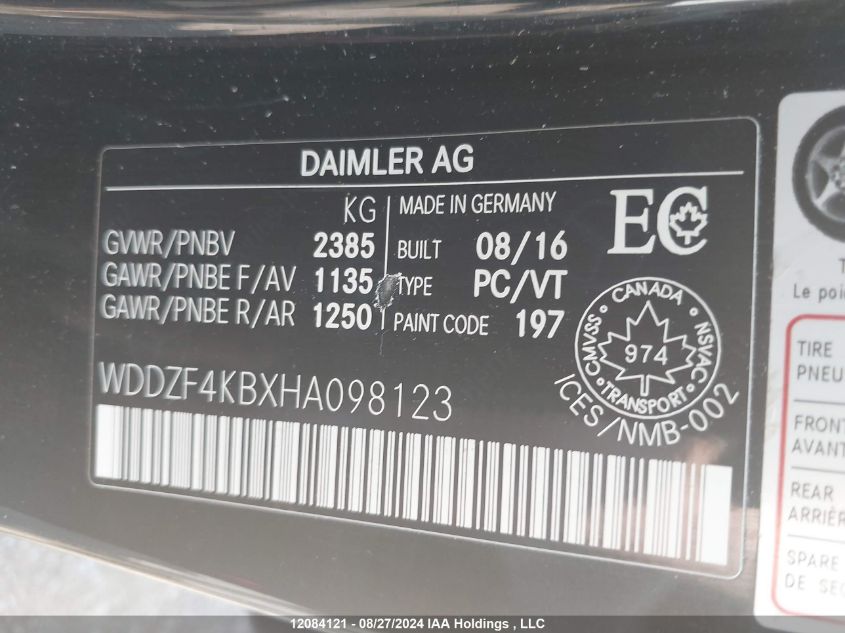 DAIMLER AG
KG
GVWR/PNBV 2385
GAWR/PNBE F/AV 1135
GAWR/PNBE R/AR 1250
MADE IN GERMANY
BUILT 08/16
TYPE PC/VT
PAINT CODE 197
EC
CANADA
CMVSS NSVAC
974
TRANSPORT
ICES/NMB-002
WDDZF4KBXHA098123
Le poi
TIRE
PNEU
FRONT
AVANT
REAR
ARRIÈR
SPARE
DE SEC
12084121 - 08/27/2024 IAA Holdings , LLC